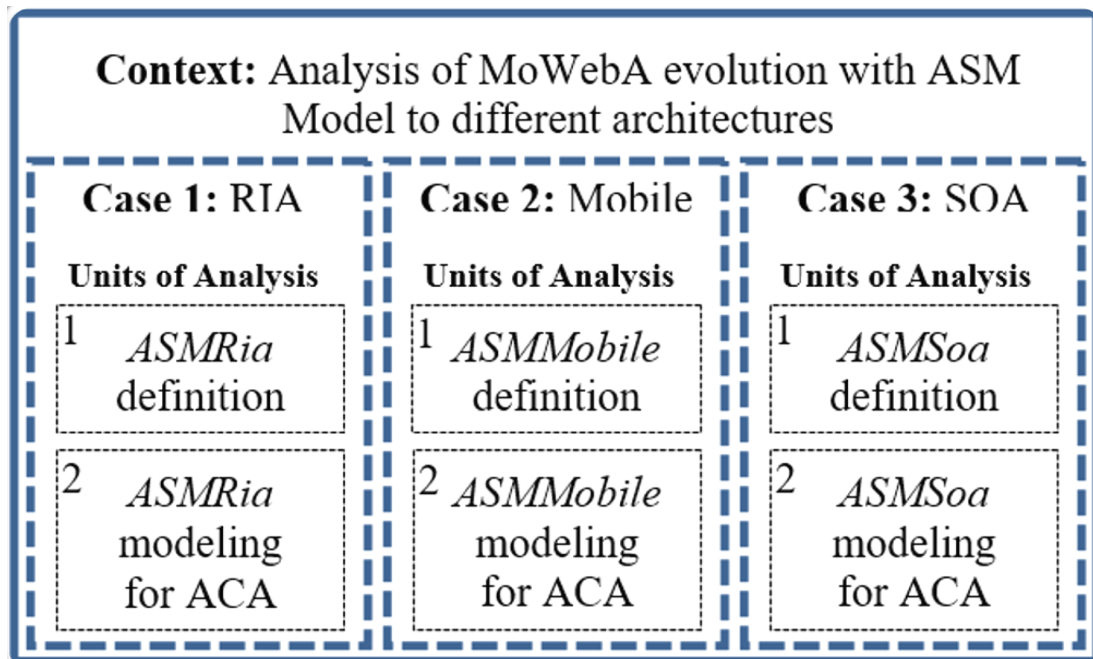 Context: Analysis of MoWebA evolution with ASM
Model to different architectures
Case 1: RIA
Units of Analysis
1
ASMRia
definition
2
ASMRia
modeling
for ACA
Case 2: Mobile
Units of Analysis
1
ASMMobile
definition
2
ASMMobile
modeling
for ACA
Case 3: SOA
Units of Analysis
1
ASMSoa
definition
2
ASMSoa
modeling
for ACA